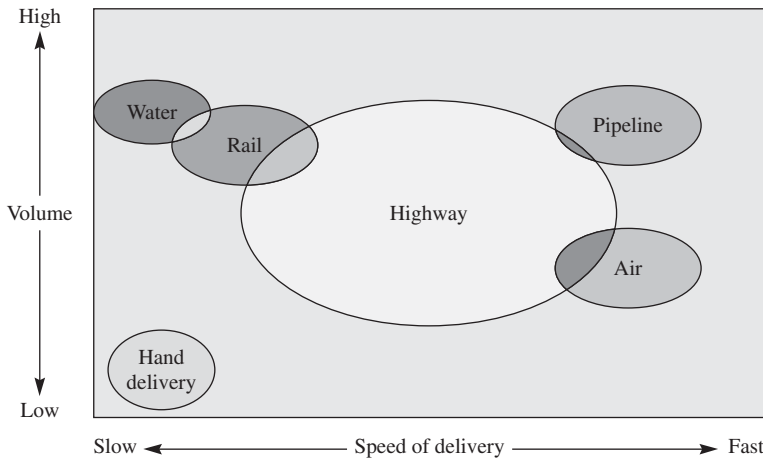 High
Water
Pipeline
Rail
Volume
Highway
Air
Hand
delivery
Low
Slow
Speed of delivery
Fast